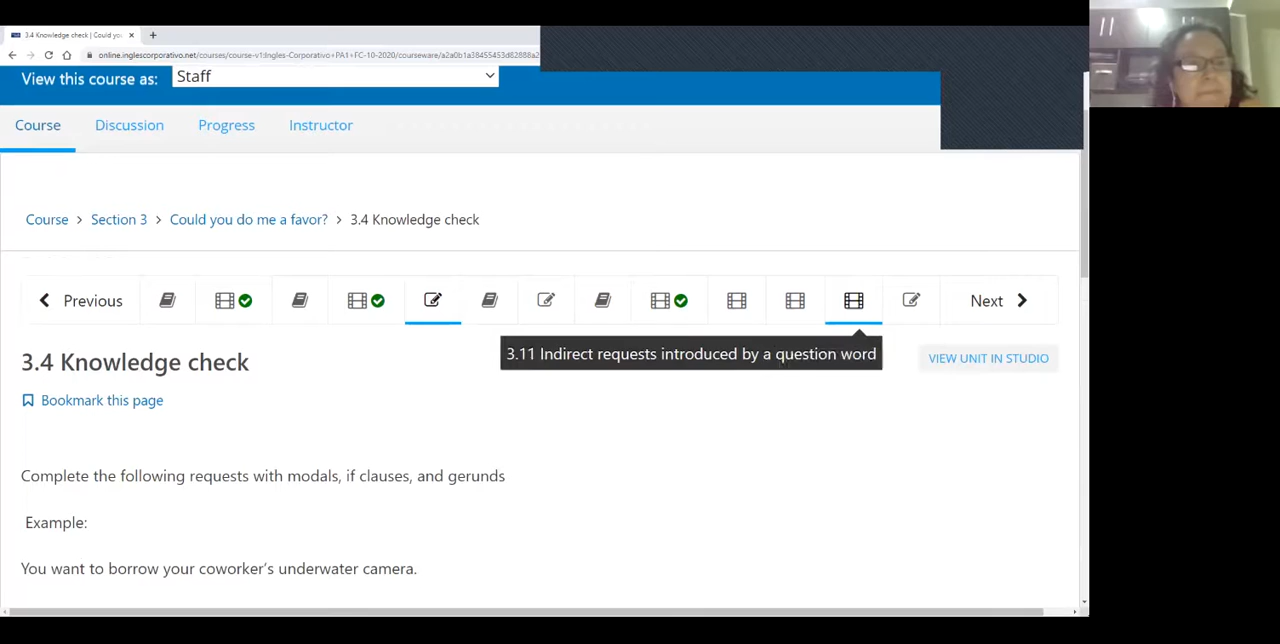 3.4 Knowledge check | Could you
online.inglescorporativo.net/courses/course-v1:Ingles-Corporativo+PA1+FC-10-2020/courseware/a2a0b1a38455453d82888a2
View this course as:
Staff
Course
Discussion
Progress
Instructor
Course > Section 3 > Could you do me a favor? > 3.4 Knowledge check
Previous
Next
3.11 Indirect requests introduced by a question word
3.4 Knowledge check
VIEW UNIT IN STUDIO
Bookmark this page
Complete the following requests with modals, if clauses, and gerunds
Example:
You want to borrow your coworker's underwater camera.